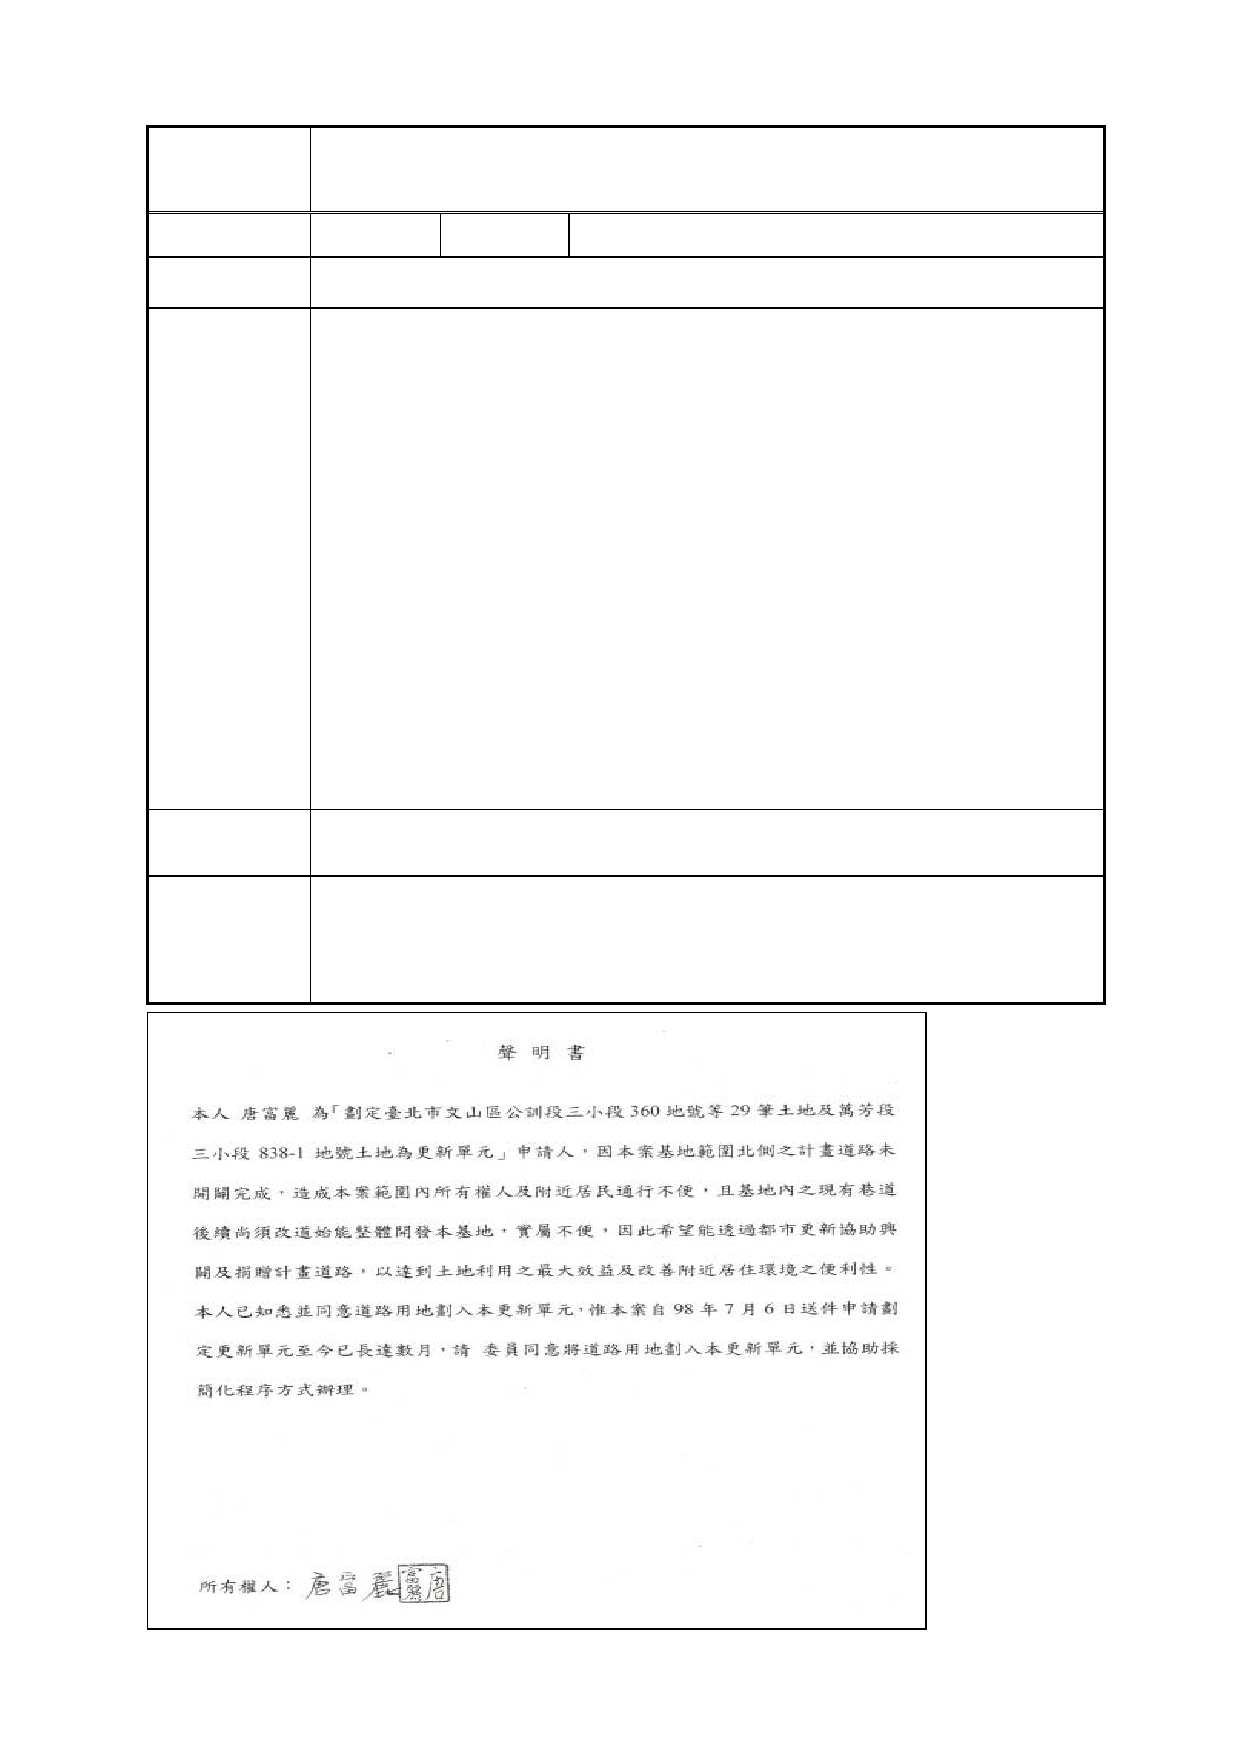 聲明書
本人 唐富麗 為「劃定臺北市文山區公訓段三小段 360 地號等 29 筆土地及萬芳段
三小段 838-1 地號土地為更新單元」申請人，因本案基地範圍北側之計畫道路未
開闢完成，造成本案範圍內所有權人及附近居民通行不便，且基地內之現有巷道
後續尚須改道始能整體開發本基地，實屬不便，因此希望能透過都市更新協助興
闢及捐贈計畫道路，以達到土地利用之最大效益及改善附近居住環境之便利性。
本人已知悉並同意道路用地劃入本更新單元，惟本案自 98 年 7 月 6 日送件申請劃
定更新單元至今已長達數月，請 委員同意將道路用地劃入本更新單元，並協助採
簡化程序方式辦理。
所有權人：唐富麗 唐富麗